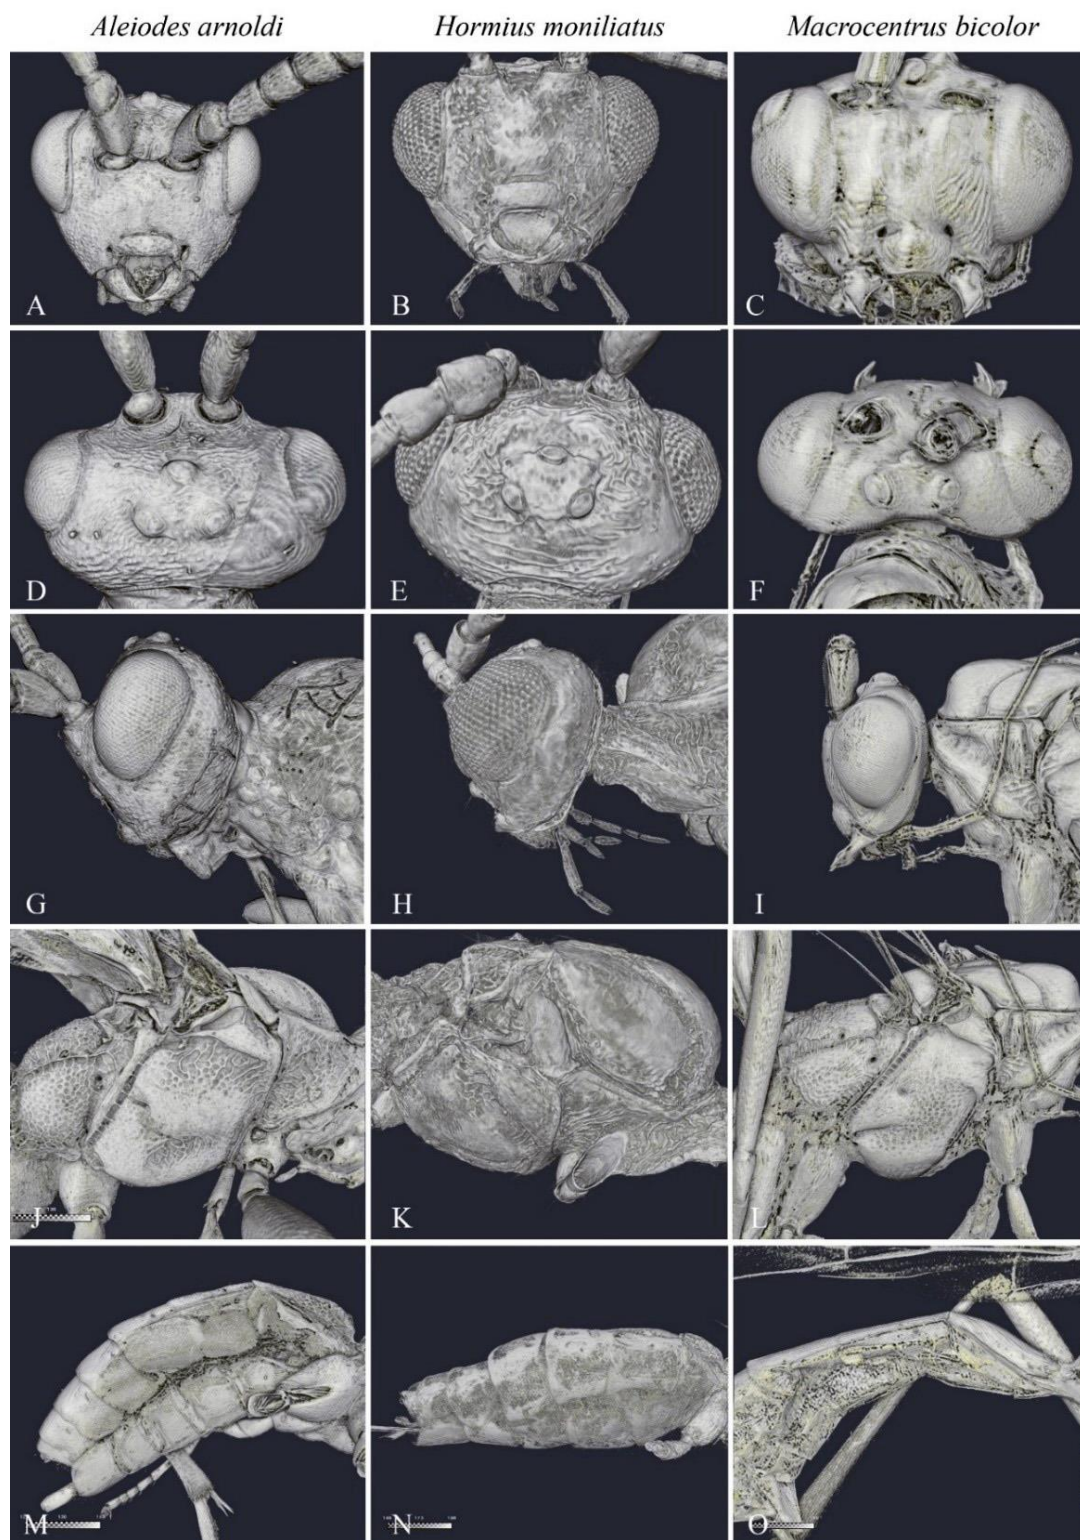 Aleiodes arnoldi Hormius moniliatus Macrocentrus bicolor
A B C
D E F
G H I
J K L
M N O